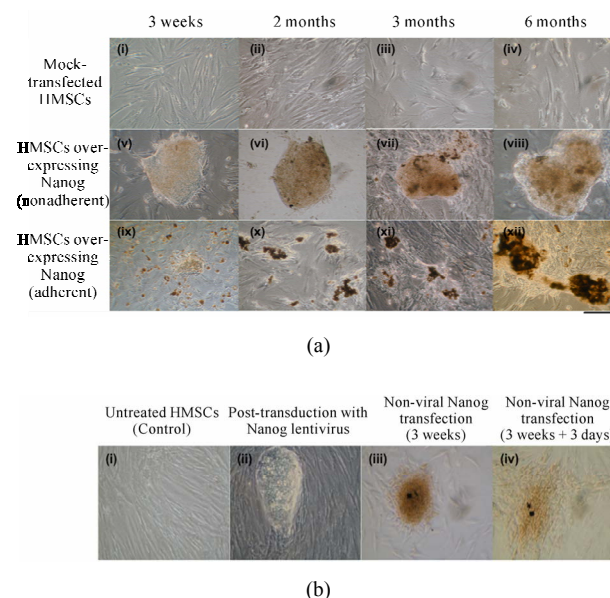 3 weeks 2 months 3 months 6 months
(i) (ii) (iii) (iv)
Mock-
transfected
HMSCs
(v) (vi) (vii) (viii)
HMSCs over-
expressing
Nanog
(nonadherent)
(ix) (x) (xi) (xii)
HMSCs over-
expressing
Nanog
(adherent)
(a)
Untreated HMSCs
(Control)
Post-transduction with
Nanog lentivirus
Non-viral Nanog
transfection
(3 weeks)
Non-viral Nanog
transfection
(3 weeks + 3 days
(i) (ii) (iii) (iv)
(b)